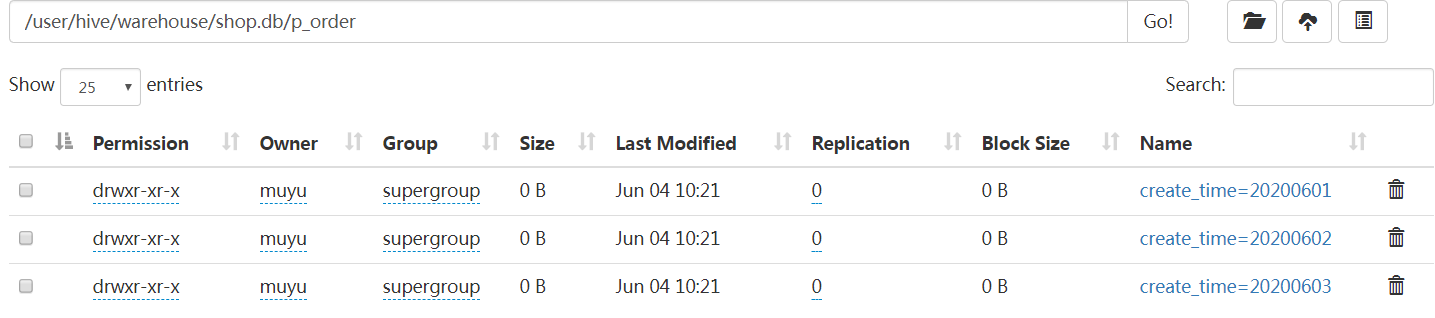 /user/hive/warehouse/shop.db/p_order Go!
Show 25 entries Search:
Permission Owner Group Size Last Modified Replication Block Size Name
drwxr-xr-x muyu supergroup 0 B Jun 04 10:21 0 0 B create_time=20200601
drwxr-xr-x muyu supergroup 0 B Jun 04 10:21 0 0 B create_time=20200602
drwxr-xr-x muyu supergroup 0 B Jun 04 10:21 0 0 B create_time=20200603